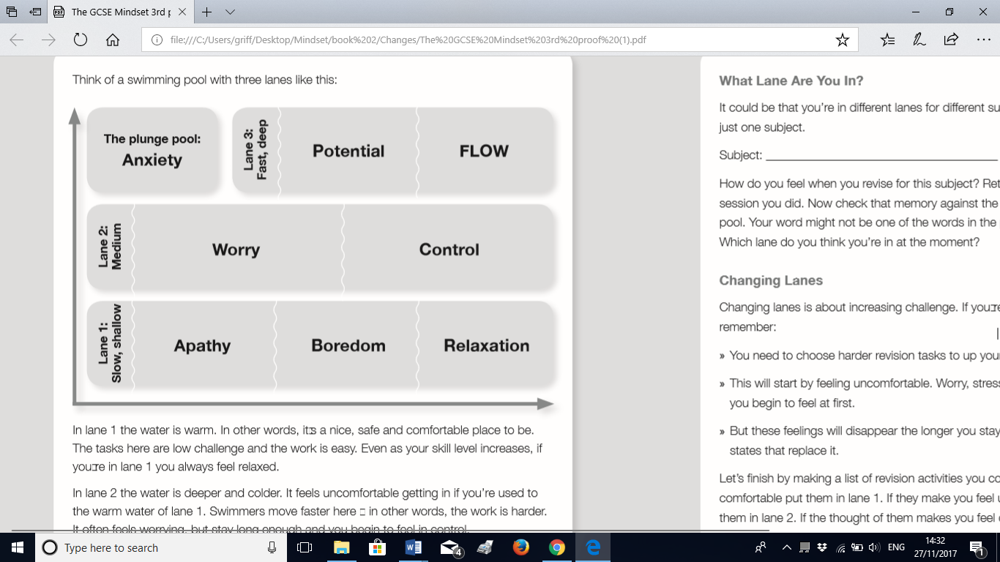 The GCSE Mindset 3rd p
file:///C:/Users/griff/Desktop/Mindset/book%202/Changes/The%20GCSE%20Mindset%203rd%20proof%20(1).pdf
Think of a swimming pool with three lanes like this:
The plunge pool:
Anxiety
Lane 3:
Fast, deep
Potential
FLOW
Lane 2:
Medium
Worry
Control
Lane 1:
Slow, shallow
Apathy
Boredom
Relaxation
In lane 1 the water is warm. In other words, its a nice, safe and comfortable place to be.
The tasks here are low challenge and the work is easy. Even as your skill level increases, if
youre in lane 1 you always feel relaxed.
In lane 2 the water is deeper and colder. It feels uncomfortable getting in if you're used to
the warm water of lane 1. Swimmers move faster here □ in other words, the work is harder.
It often feels worrying, but stay long enough and you begin to feel in control.
What Lane Are You In?
It could be that you're in different lanes for different su
just one subject.
Subject:
How do you feel when you revise for this subject? Ret
session you did. Now check that memory against the
pool. Your word might not be one of the words in the
Which lane do you think you're in at the moment?
Changing Lanes
Changing lanes is about increasing challenge. If youre
remember:
» You need to choose harder revision tasks to up your
» This will start by feeling uncomfortable. Worry, stress
you begin to feel at first.
» But these feelings will disappear the longer you stay
states that replace it.
Let's finish by making a list of revision activities you co
comfortable put them in lane 1. If they make you feel u
them in lane 2. If the thought of them makes you feel
Type here to search
4
ENG
14:32
27/11/2017
1